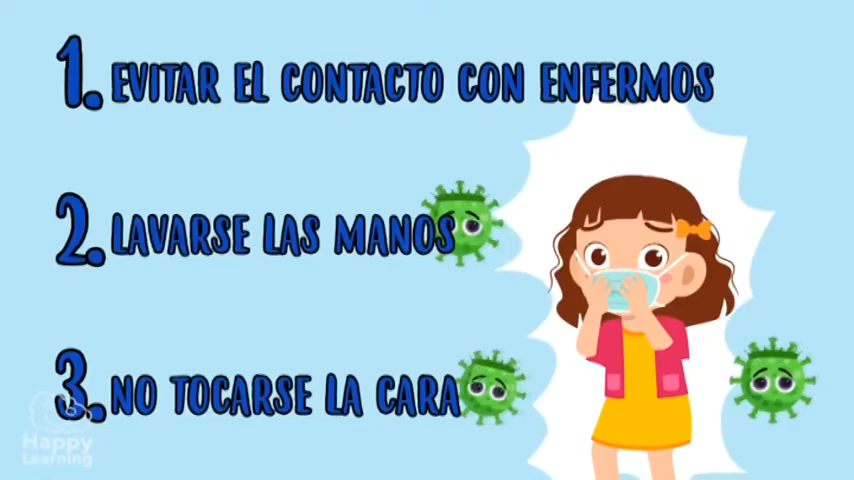 1. EVITAR EL CONTACTO CON ENFERMOS
2. LAVARSE LAS MANOS
3. NO TOCARSE LA CARA
Happy
Learning